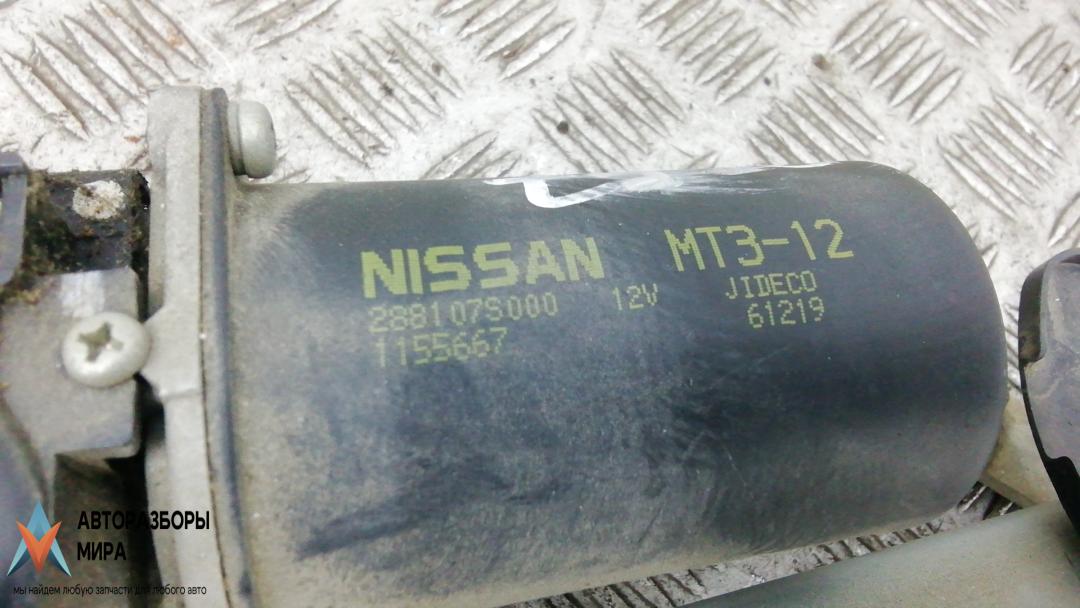 NISSAN MT3-12
288107S000 12V JIDECO
1155667 61219
АВТОРАЗБОРЫ
МИРА
мы найдем любую запчасти для любого авто